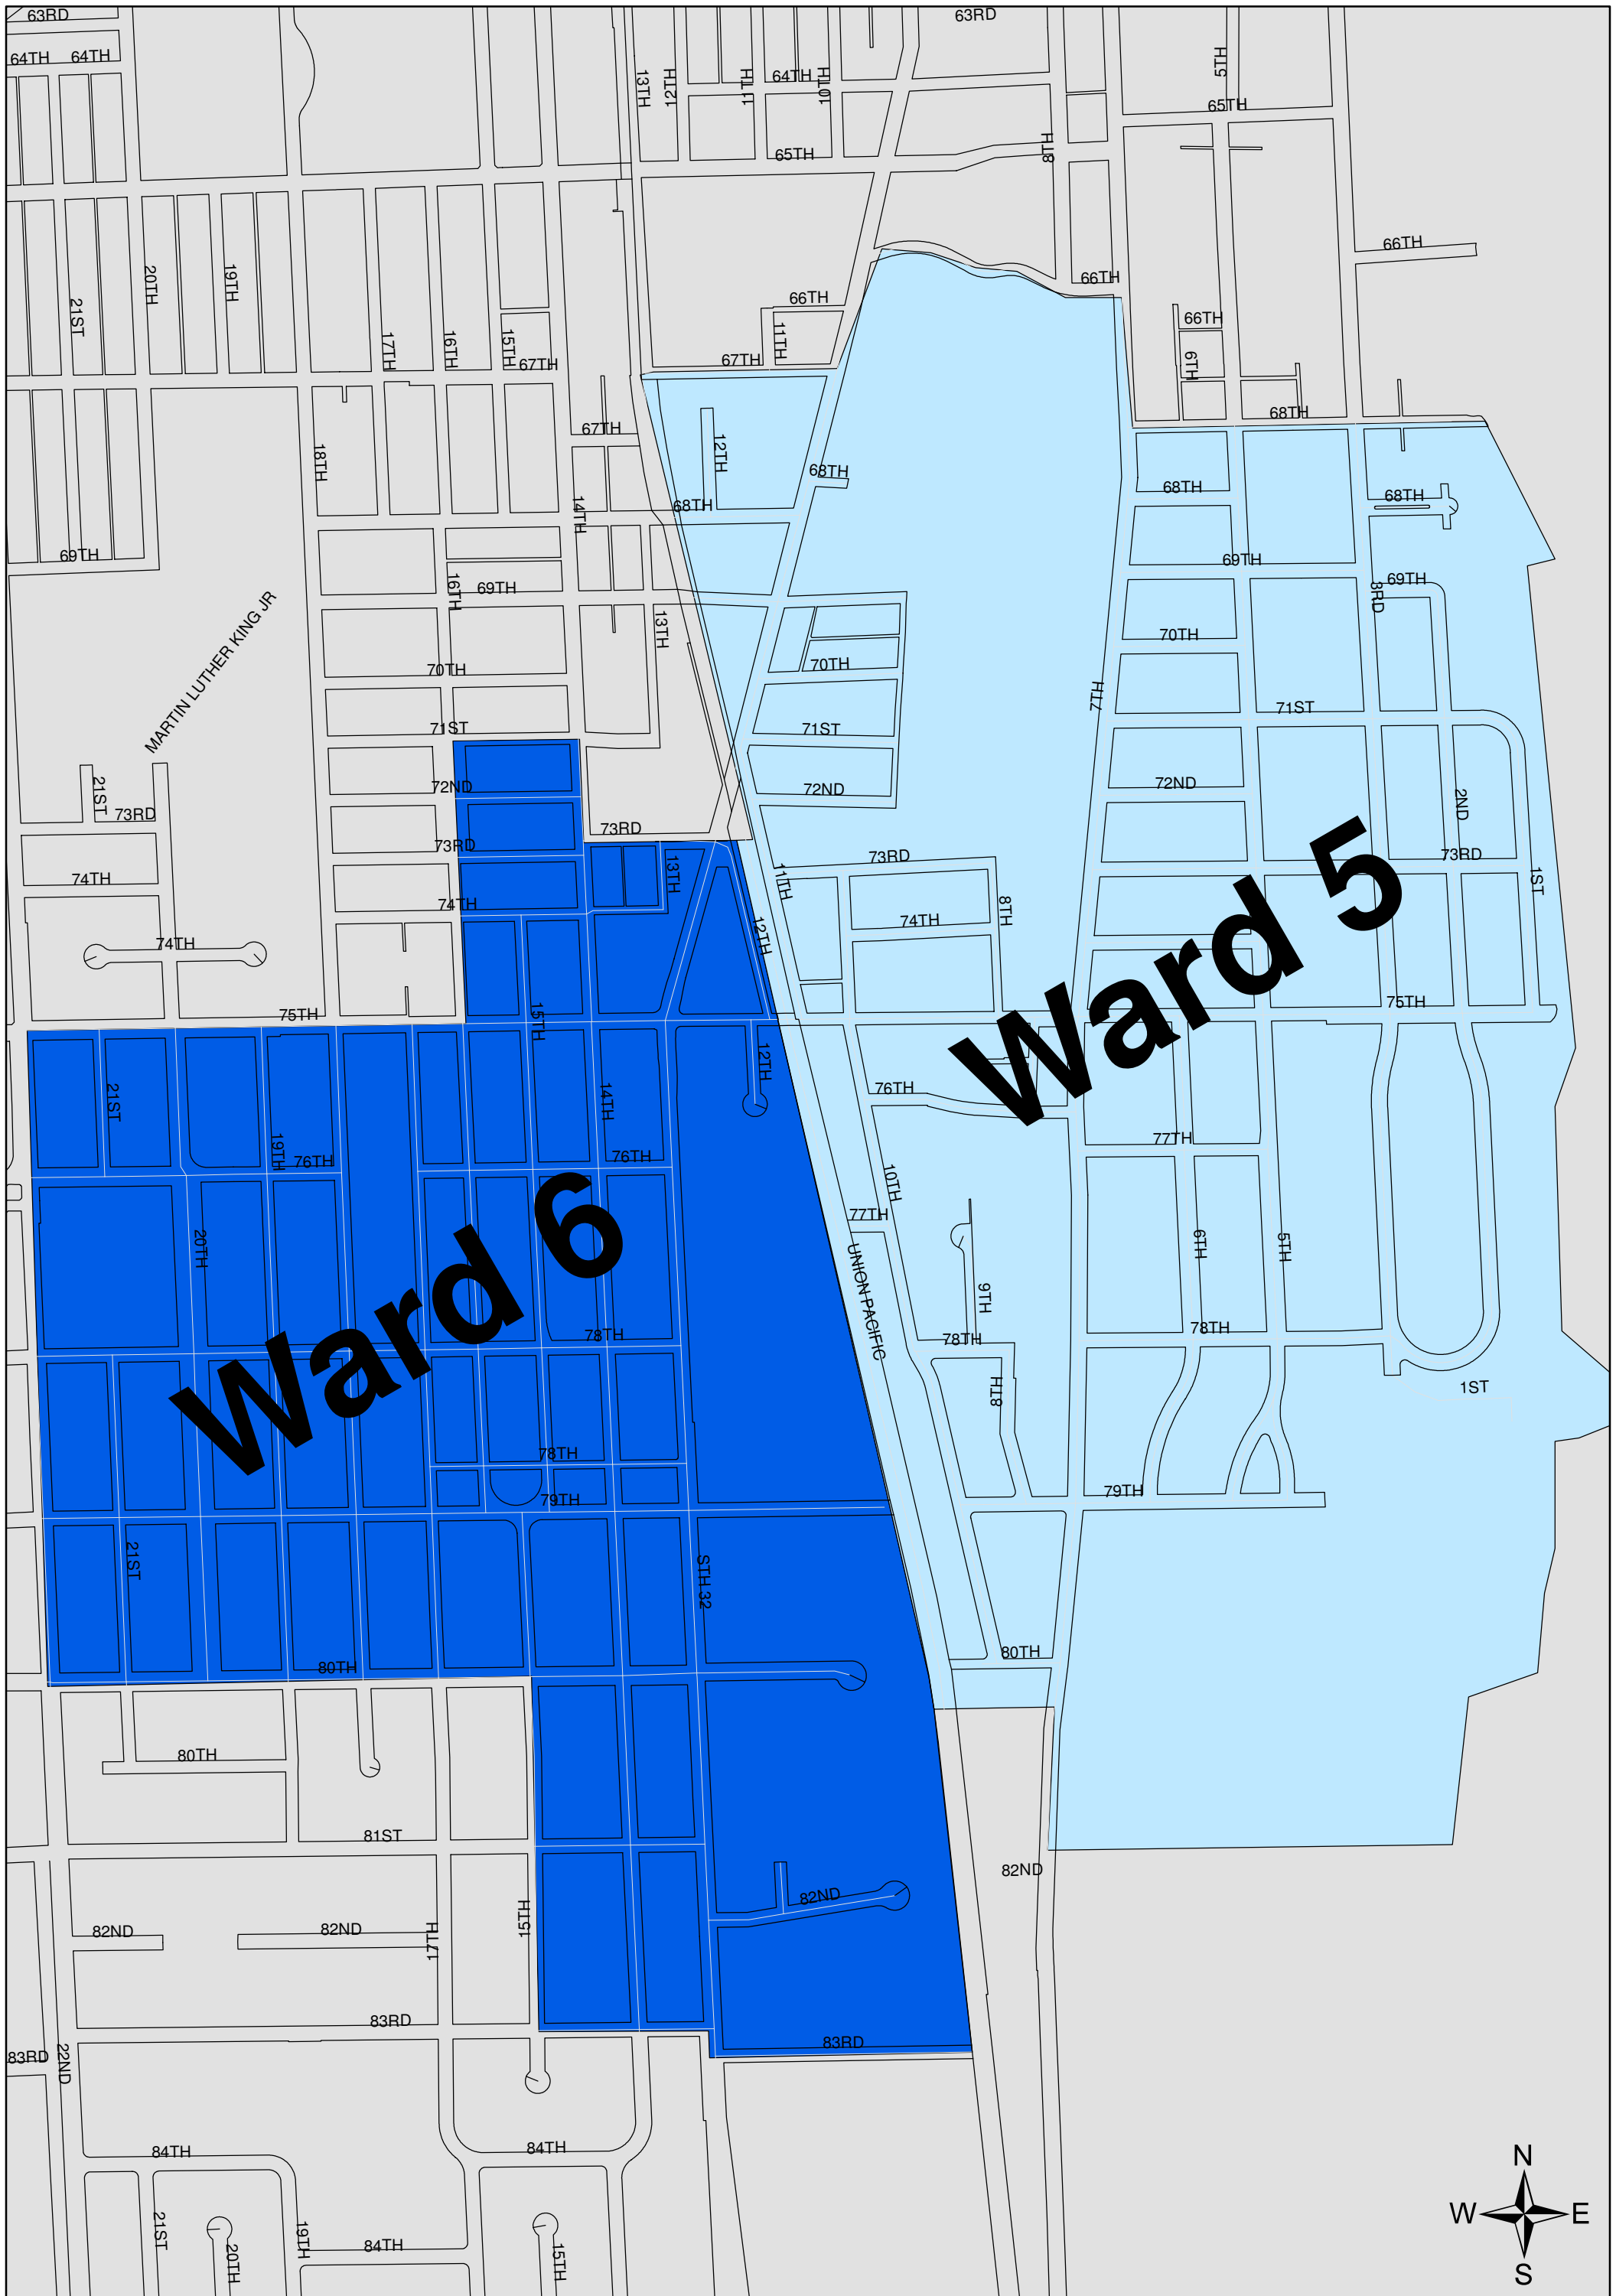 63RD
63RD
64TH
64TH
13TH
12TH
11TH
64TH
10TH
5TH
65TH
65TH
8TH
20TH
19TH
21ST
66TH
66TH
66TH
66TH
17TH
16TH
15TH
67TH
67TH
11TH
6TH
68TH
18TH
67TH
12TH
68TH
68TH
68TH
68TH
14TH
69TH
69TH
16TH
69TH
69TH
3RD
MARTIN LUTHER KING JR
13TH
70TH
70TH
70TH
7TH
71ST
71ST
71ST
72ND
72ND
72ND
2ND
21ST
73RD
73RD
73RD
73RD
73RD
74TH
13TH
11TH
1ST
74TH
74TH
8TH
74TH
12TH
75TH
75TH
15TH
Ward 5
21ST
14TH
12TH
76TH
19TH
76TH
76TH
77TH
10TH
77TH
20TH
Ward 6
UNION PACIFIC
9TH
6TH
5TH
78TH
78TH
78TH
8TH
1ST
78TH
79TH
79TH
21ST
STH 32
80TH
80TH
80TH
81ST
82ND
82ND
82ND
82ND
17TH
15TH
83RD
83RD
83RD
22ND
84TH
84TH
21ST
20TH
19TH
84TH
15TH
N
W
E
S